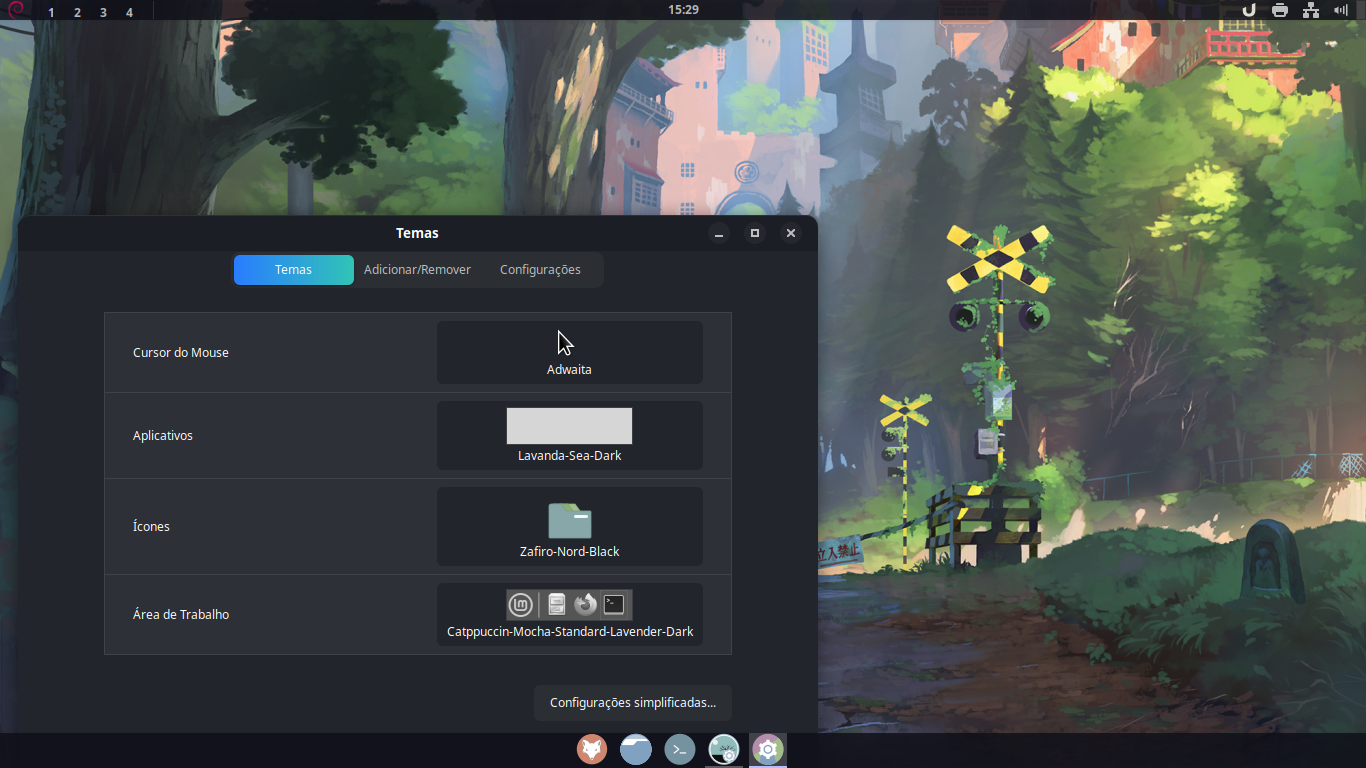 1 2 3 4
15:29
Temas
Temas Adicionar/Remover Configurações
Cursor do Mouse
Adwaita
Aplicativos
Lavanda-Sea-Dark
Ícones
Zafiro-Nord-Black
Área de Trabalho
Catppuccin-Mocha-Standard-Lavender-Dark
Configurações simplificadas...
立入禁止